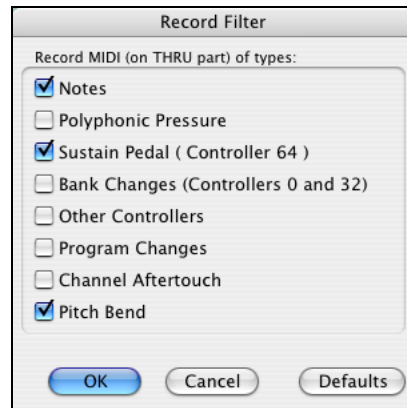 Record Filter
Record MIDI (on THRU part) of types:
Notes
Polyphonic Pressure
Sustain Pedal ( Controller 64 )
Bank Changes (Controllers 0 and 32)
Other Controllers
Program Changes
Channel Aftertouch
Pitch Bend
OK Cancel Defaults